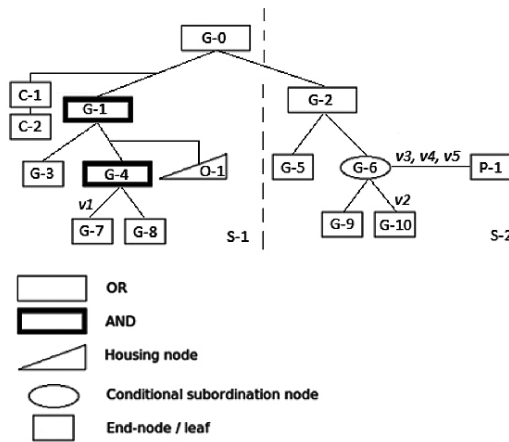 G-0
C-1
C-2
G-1
G-2
G-3
G-4
O-1
G-5
G-6
v3, v4, v5
P-1
v1
v2
G-7
G-8
G-9
G-10
S-1
S-2
OR
AND
Housing node
Conditional subordination node
End-node / leaf